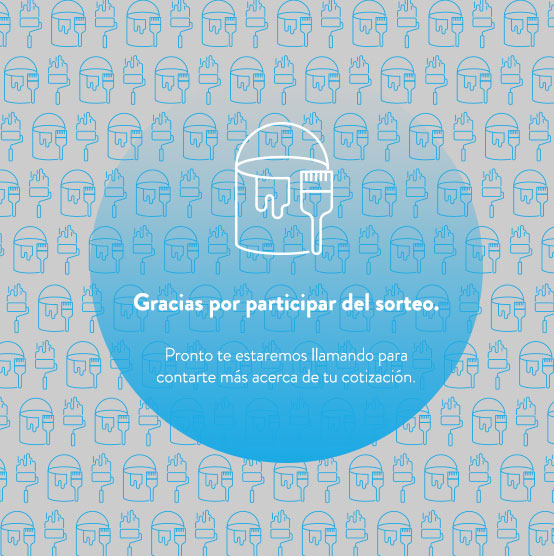 Gracias por participar del sorteo.
Pronto te estaremos llamando para
contarte más acerca de tu cotización.